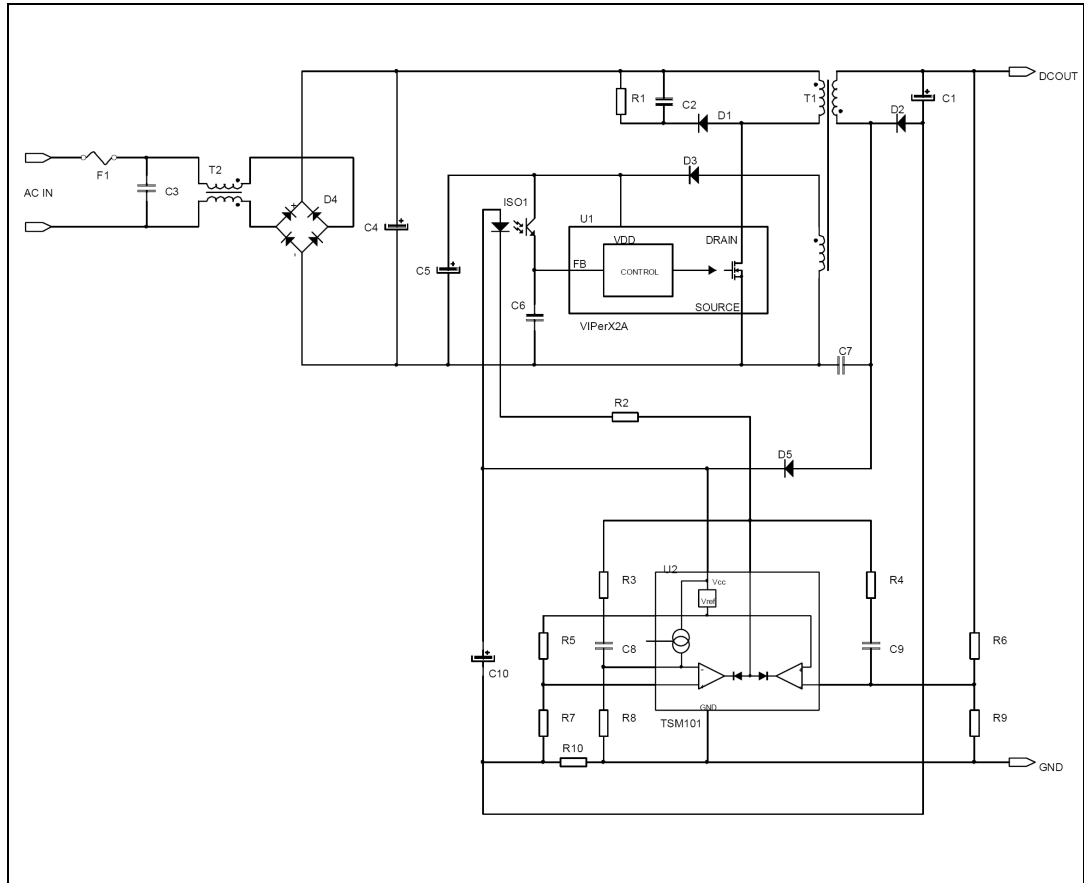 DCOUT
R1
C2
D1
T1
D2
C1
T2
F1
AC IN
C3
D4
D3
ISO1
U1
C4
C5
VDD
DRAIN
FB
CONTROL
C6
SOURCE
VIPerX2A
C7
R2
D5
U2
R3
Vcc
R4
Vref
R5
C8
C9
R6
C10
-
+
+
GND
R7
R8
TSM101
R9
R10
GND